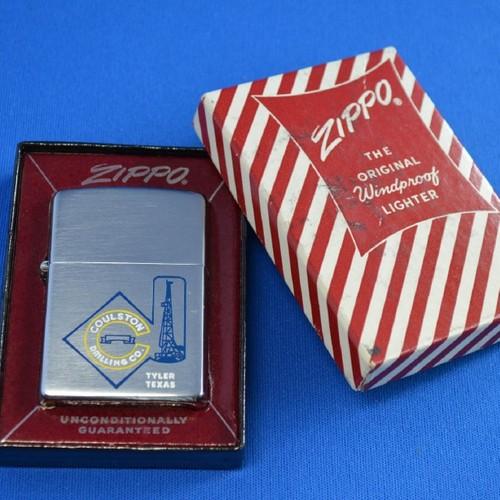 ZIPPO®
THE
ORIGINAL
Windproof
LIGHTER
ZIPPO®
COULSTON
DRILLING CO.
TYLER
TEXAS
UNCONDITIONALLY
GUARANTEED